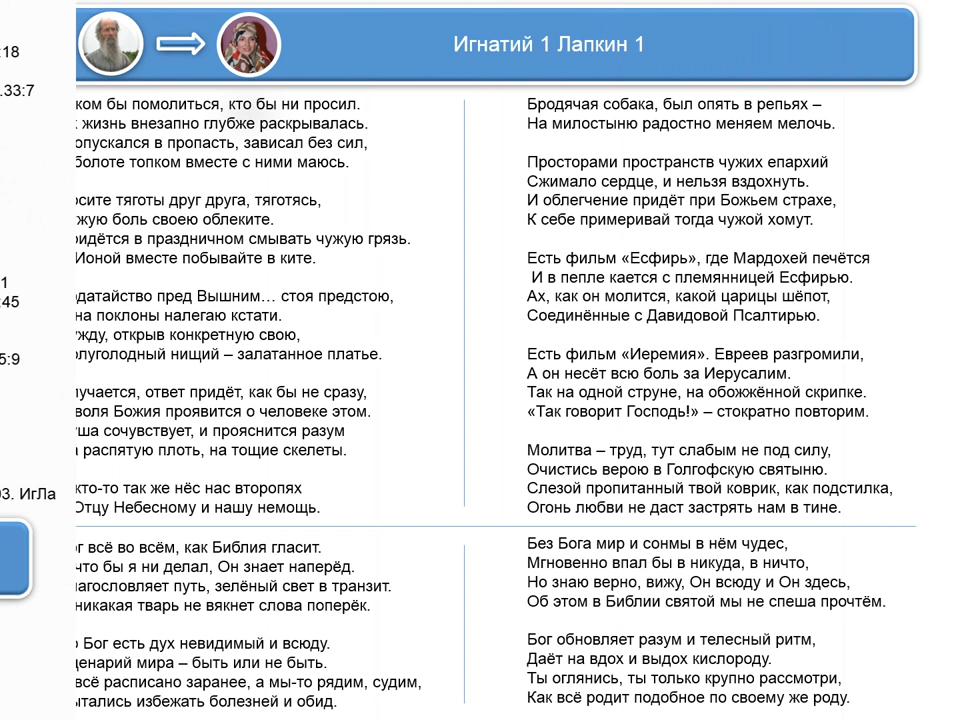 Игнатий 1 Лапкин 1
:18
.33:7
1
:45
5:9
03. ИгЛа
ком бы помолиться, кто бы ни просил.
жизнь внезапно глубже раскрывалась.
опускался в пропасть, зависал без сил,
болоте топком вместе с ними маюсь.
осите тяготы друг друга, тяготясь,
ужую боль своею облеките.
ридётся в праздничном смывать чужую грязь.
Ионой вместе побывайте в ките.
одатайство пред Вышним… стоя предстою,
на поклоны налегаю кстати.
ужду, открыв конкретную свою,
олуголодный нищий – залатанное платье.
лучается, ответ придёт, как бы не сразу,
воля Божия проявится о человеке этом.
уша сочувствует, и прояснится разум
а распятую плоть, на тощие скелеты.
кто-то так же нёс нас второпях
Отцу Небесному и нашу немощь.
Бродячая собака, был опять в репьях –
На милостыню радостно меняем мелочь.
Просторами пространств чужих епархий
Сжимало сердце, и нельзя вздохнуть.
И облегчение придёт при Божьем страхе,
К себе примеривай тогда чужой хомут.
Есть фильм «Есфирь», где Мардохей печётся
И в пепле кается с племянницей Есфирью.
Ах, как он молится, какой царицы шёпот,
Соединённые с Давидовой Псалтирью.
Есть фильм «Иеремия». Евреев разгромили,
А он несёт всю боль за Иерусалим.
Так на одной струне, на обожжённой скрипке.
«Так говорит Господь!» – стократно повторим.
Молитва – труд, тут слабым не под силу,
Очистись верою в Голгофскую святыню.
Слезой пропитанный твой коврик, как подстилка,
Огонь любви не даст застрять нам в тине.
ог всё во всём, как Библия гласит.
что бы я ни делал, Он знает наперёд.
лагословляет путь, зелёный свет в транзит.
никакая тварь не вякнет слова поперёк.
о Бог есть дух невидимый и всюду.
ценарий мира – быть или не быть.
всё расписано заранее, а мы-то рядим, судим,
ытались избежать болезней и обид.
Без Бога мир и сонмы в нём чудес,
Мгновенно впал бы в никуда, в ничто,
Но знаю верно, вижу, Он всюду и Он здесь,
Об этом в Библии святой мы не спеша прочтём.
Бог обновляет разум и телесный ритм,
Даёт на вдох и выдох кислороду.
Ты оглянись, ты только крупно рассмотри,
Как всё родит подобное по своему же роду.